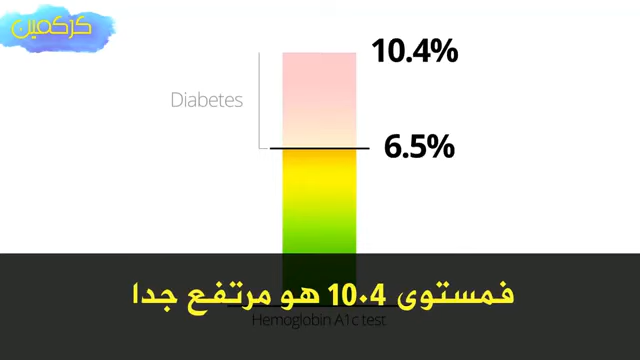 كركمين
10.4%
Diabetes
6.5%
فمستوى 10.4 هو مرتفع جدا
Hemoglobin A1c test